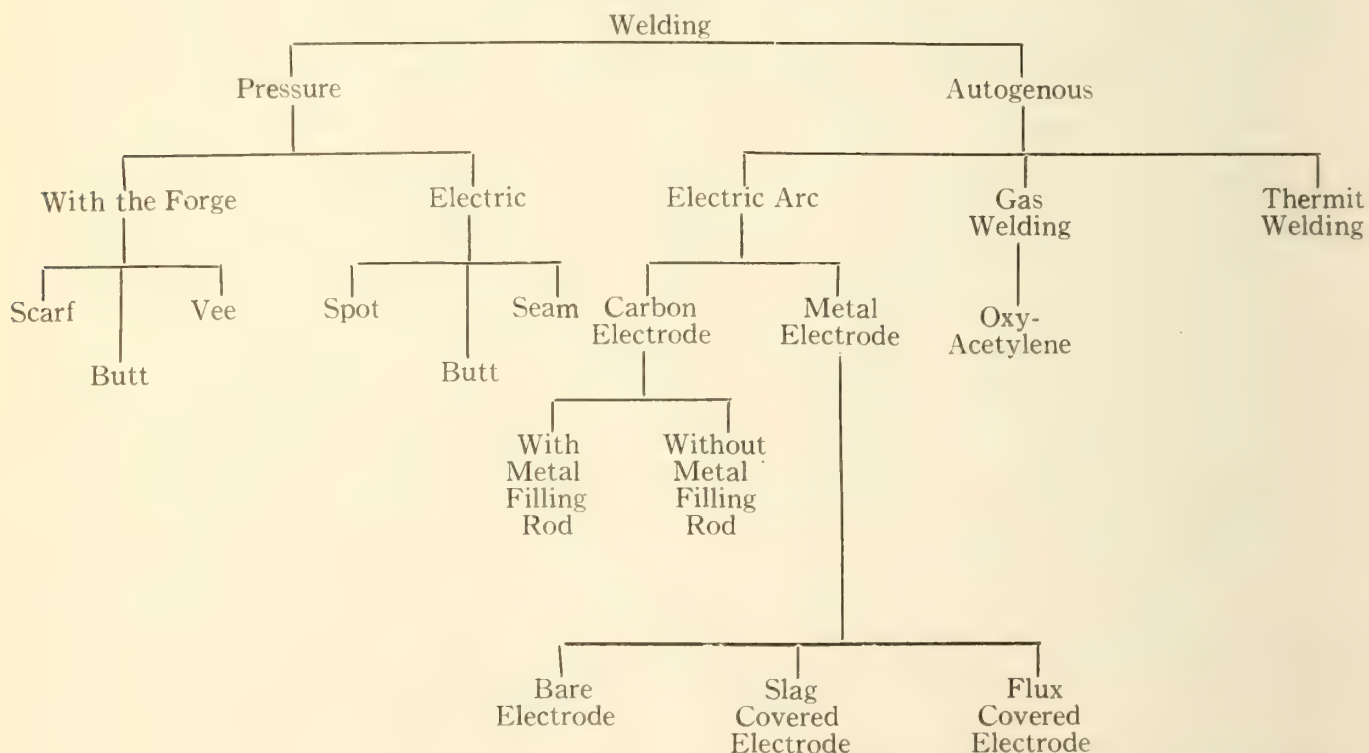 Welding
Pressure
Autogenous
With the Forge
Electric
Electric Arc
Gas
Welding
Thermit
Welding
Scarf
Butt
Vee
Spot
Butt
Seam
Carbon
Electrode
Metal
Electrode
Oxy-
Acetylene
With
Metal
Filling
Rod
Without
Metal
Filling
Rod
Bare
Electrode
Slag
Covered
Electrode
Flux
Covered
Electrode